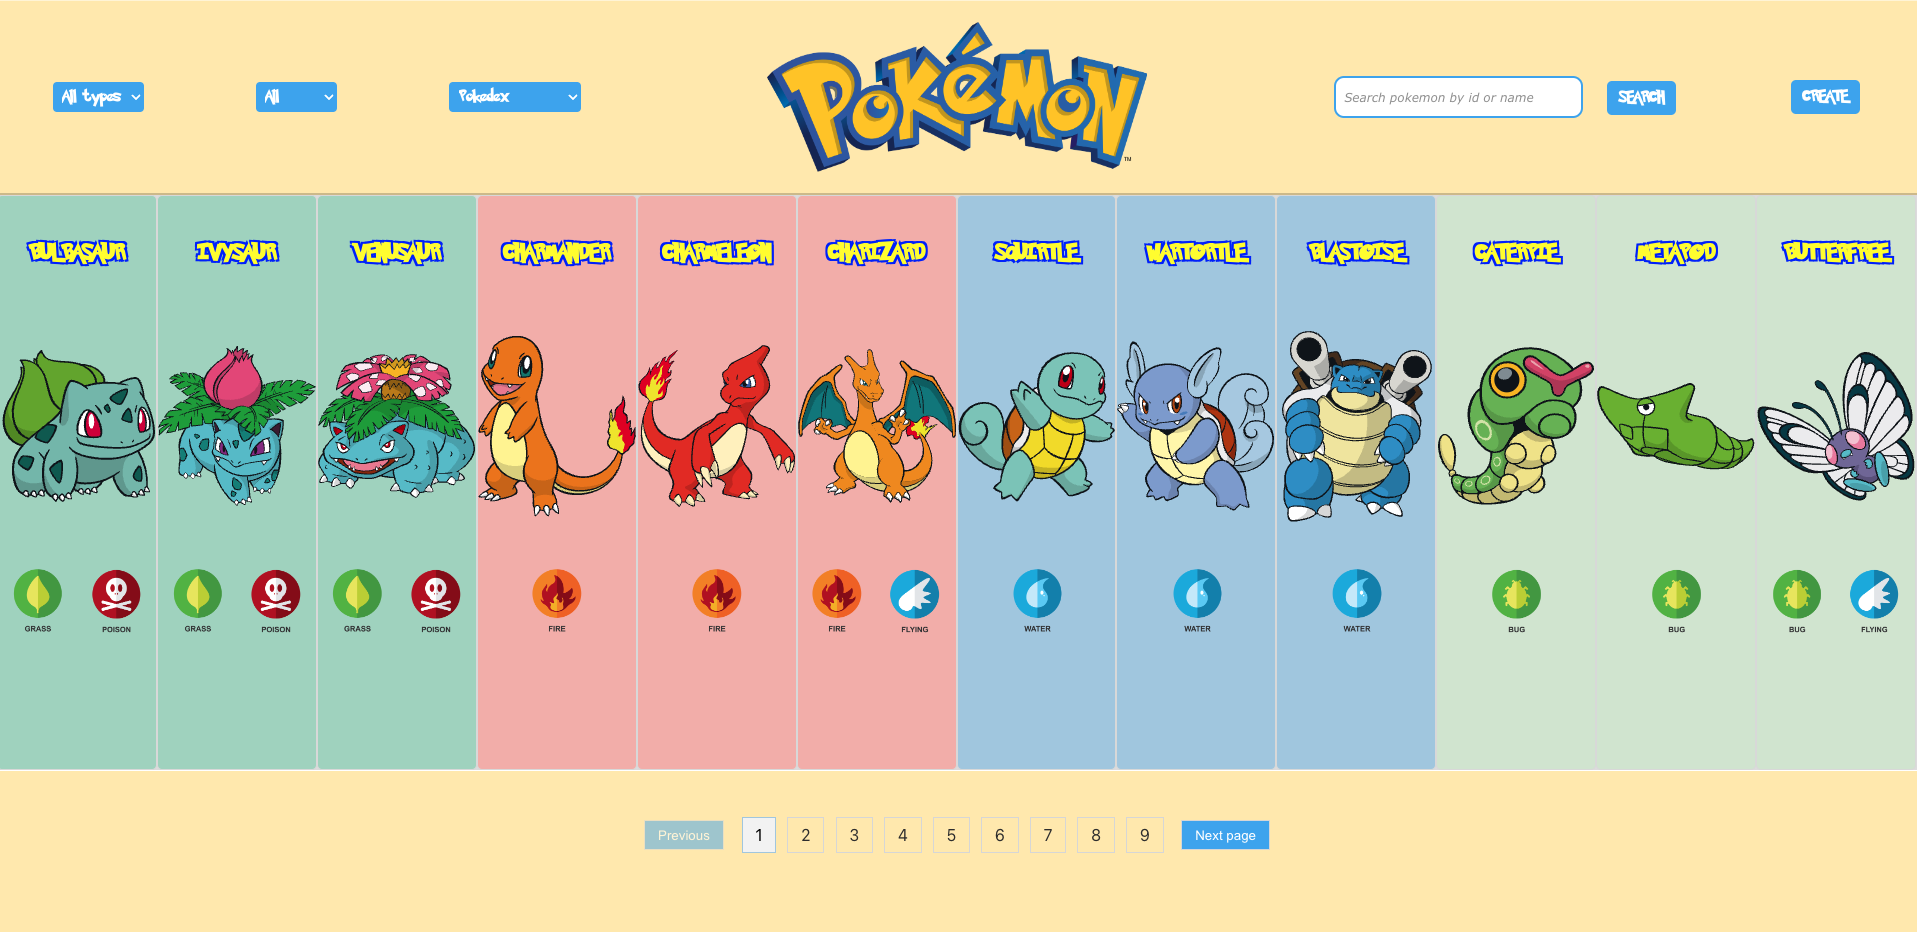 All types
All
Pokedex
Pokémon
TM
Search pokemon by id or name
SEARCH
CREATE
BULBASAUR
IVYSAUR
VENUSAUR
CHARMANDER
CHARMELEON
CHARIZARD
SQUIRTLE
WARTORTLE
BLASTOISE
CATERPIE
METAPOD
BUTTERFREE
GRASS
POISON
GRASS
POISON
GRASS
POISON
FIRE
FIRE
FIRE
FLYING
WATER
WATER
WATER
BUG
BUG
BUG
FLYING
Previous
1
2
3
4
5
6
7
8
9
Next page